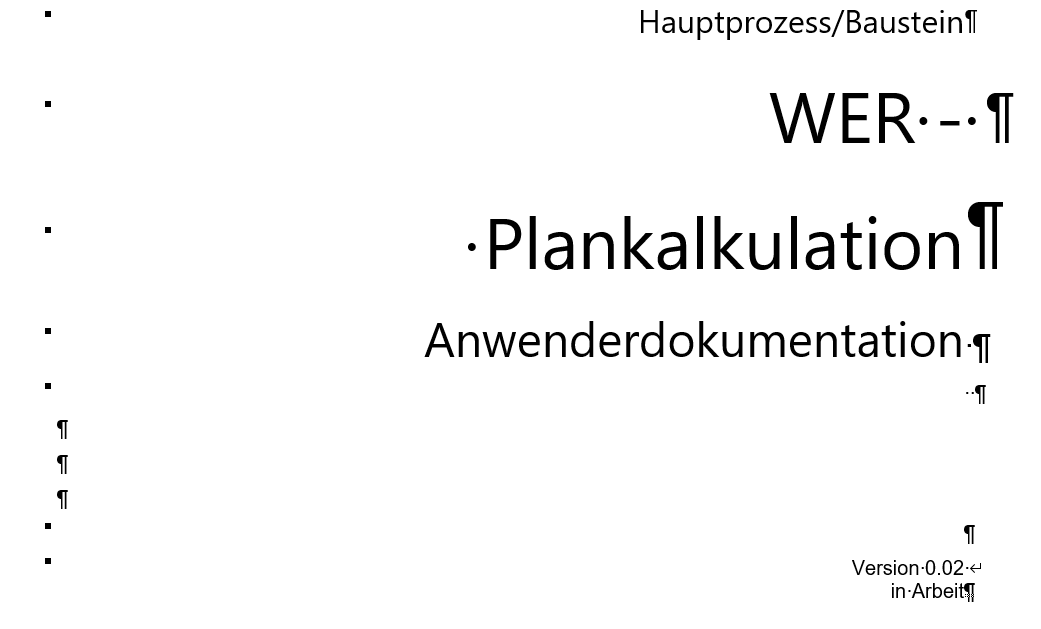 Hauptprozess/Baustein¶
WER·-·¶
·Plankalkulation¶
Anwenderdokumentation·¶
··¶
¶
¶
¶
¶
Version·0.02·↵
in·Arbeit¶